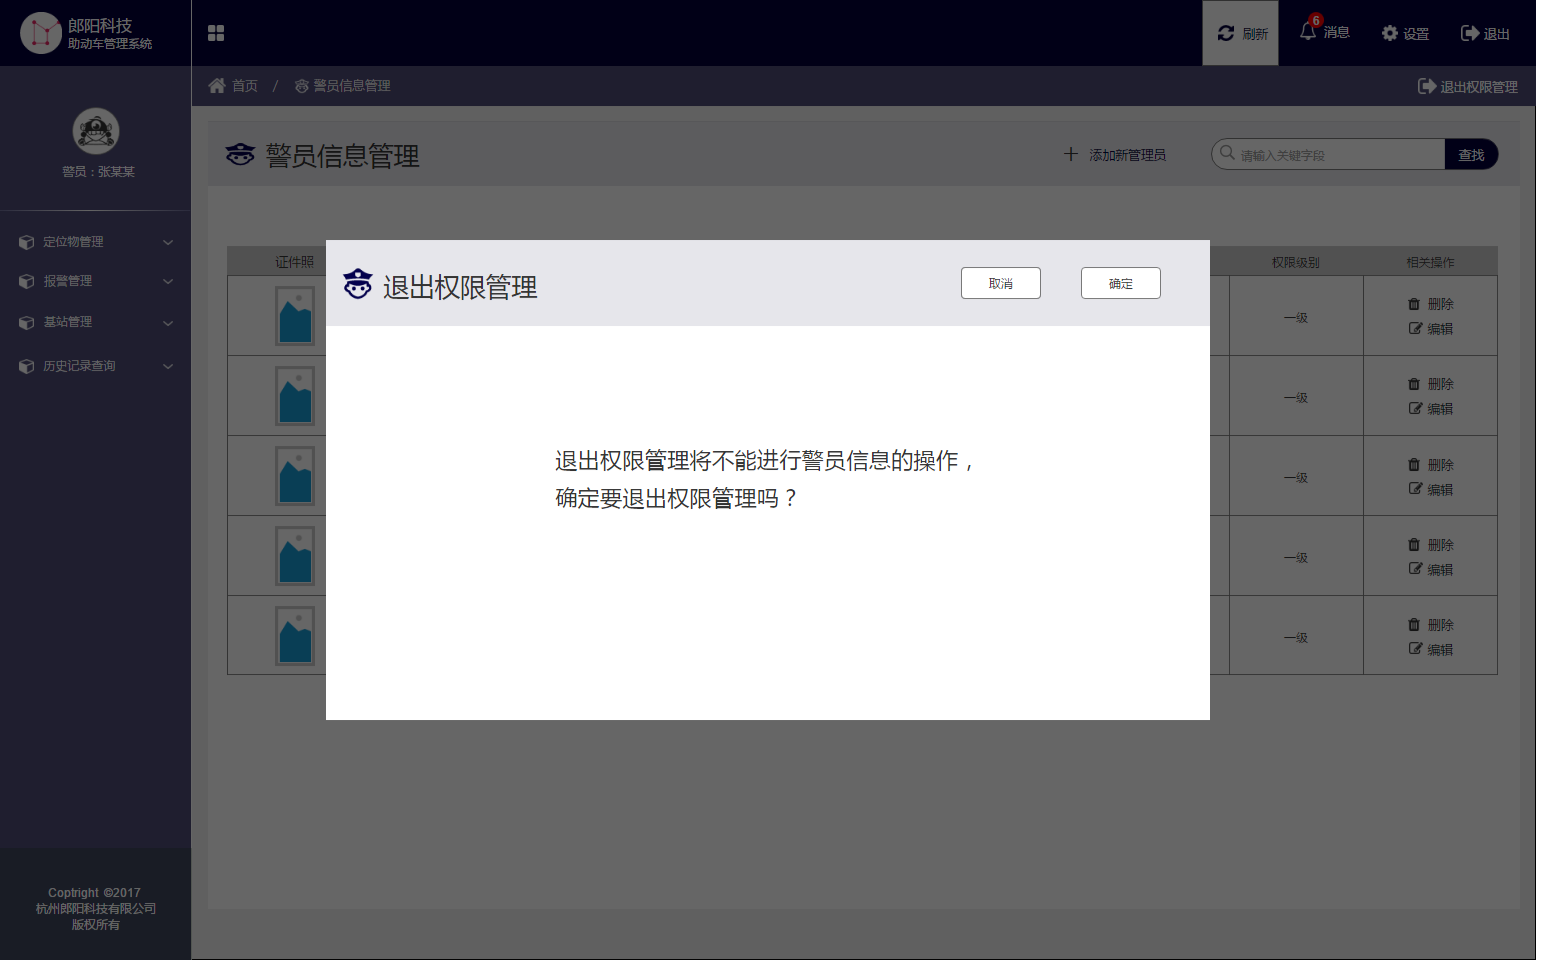 郎阳科技
助动车管理系统
刷新
6
消息
设置
退出
首页 / 警员信息管理
退出权限管理
警员：张某某
警员信息管理
添加新管理员
请输入关键字段
查找
定位物管理
报警管理
基站管理
历史记录查询
证件照
权限级别
相关操作
一级
删除
编辑
一级
删除
编辑
一级
删除
编辑
一级
删除
编辑
一级
删除
编辑
退出权限管理
取消
确定
退出权限管理将不能进行警员信息的操作，
确定要退出权限管理吗？
Coptright ©2017
杭州郎阳科技有限公司
版权所有